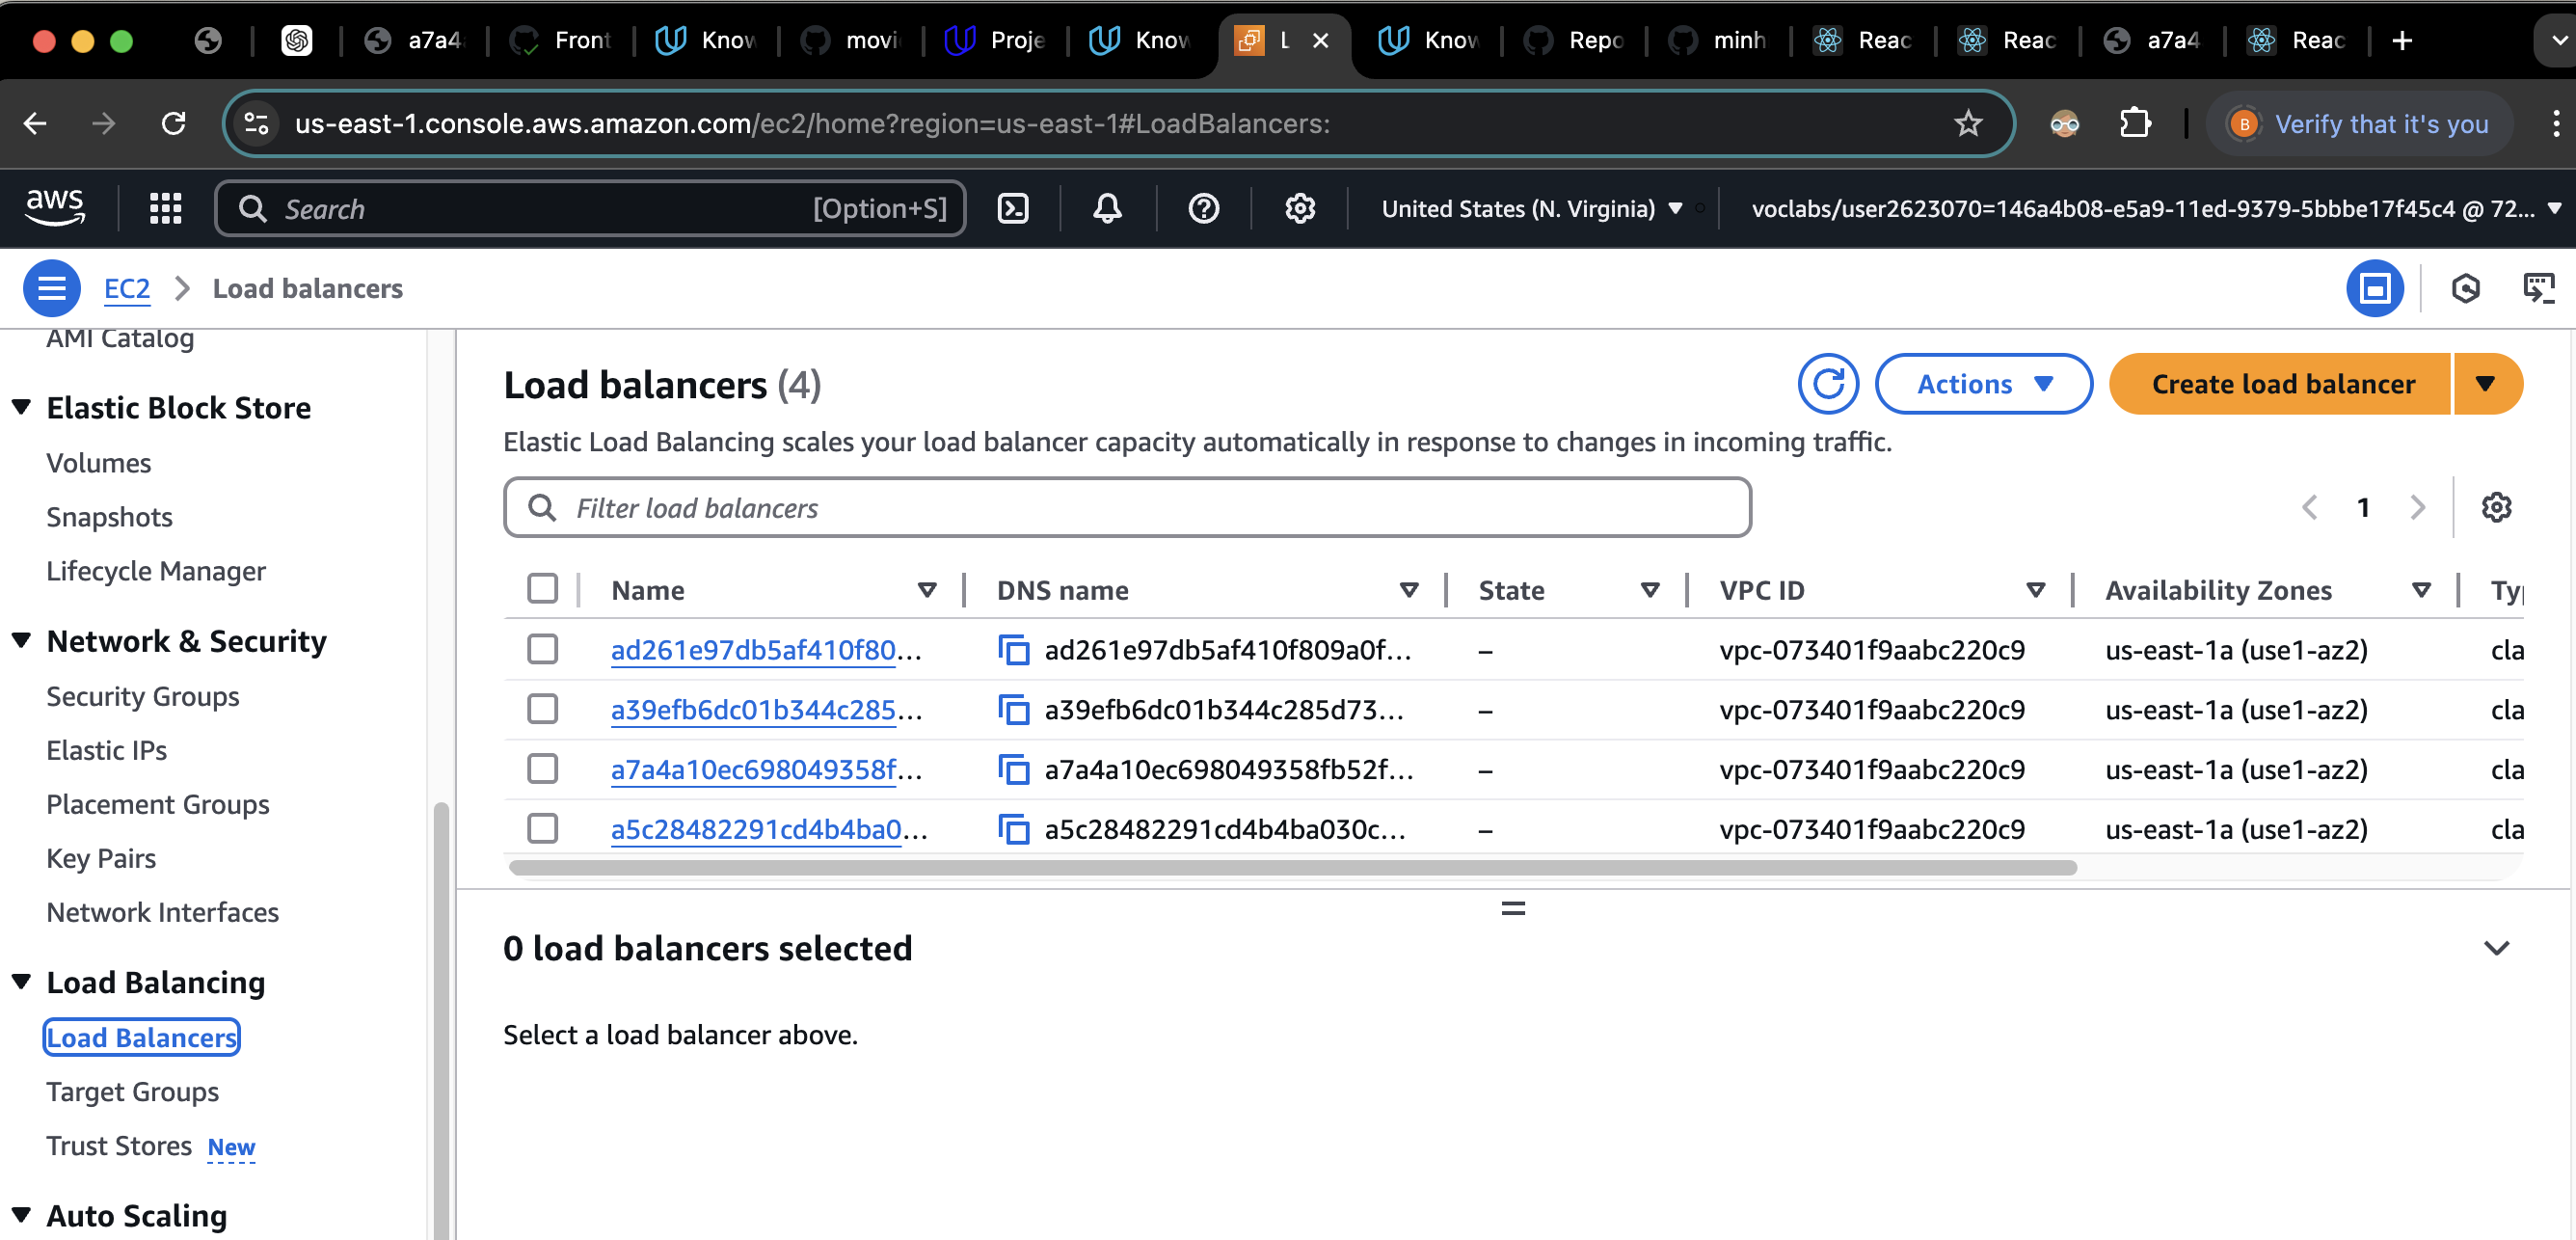 a7a4
Front
Know
movi
Proje
Know
L
Know
Repo
minh
Reac
Reac
a7a4
Reac
us-east-1.console.aws.amazon.com/ec2/home?region=us-east-1#LoadBalancers:
B Verify that it's you
aws
Search [Option+S]
United States (N. Virginia)
voclabs/user2623070=146a4b08-e5a9-11ed-9379-5bbbe17f45c4 @ 72...
EC2 > Load balancers
AMI Catalog
Elastic Block Store
Volumes
Snapshots
Lifecycle Manager
Network & Security
Security Groups
Elastic IPs
Placement Groups
Key Pairs
Network Interfaces
Load Balancing
Load Balancers
Target Groups
Trust Stores New
Auto Scaling
Load balancers (4)
Actions
Create load balancer
Elastic Load Balancing scales your load balancer capacity automatically in response to changes in incoming traffic.
Filter load balancers
1
Name DNS name State VPC ID Availability Zones Ty
ad261e97db5af410f80... ad261e97db5af410f809a0f... – vpc-073401f9aabc220c9 us-east-1a (use1-az2) cla
a39efb6dc01b344c285... a39efb6dc01b344c285d73... – vpc-073401f9aabc220c9 us-east-1a (use1-az2) cla
a7a4a10ec698049358f... a7a4a10ec698049358fb52f... – vpc-073401f9aabc220c9 us-east-1a (use1-az2) cla
a5c28482291cd4b4ba0... a5c28482291cd4b4ba030c... – vpc-073401f9aabc220c9 us-east-1a (use1-az2) cla
0 load balancers selected
Select a load balancer above.